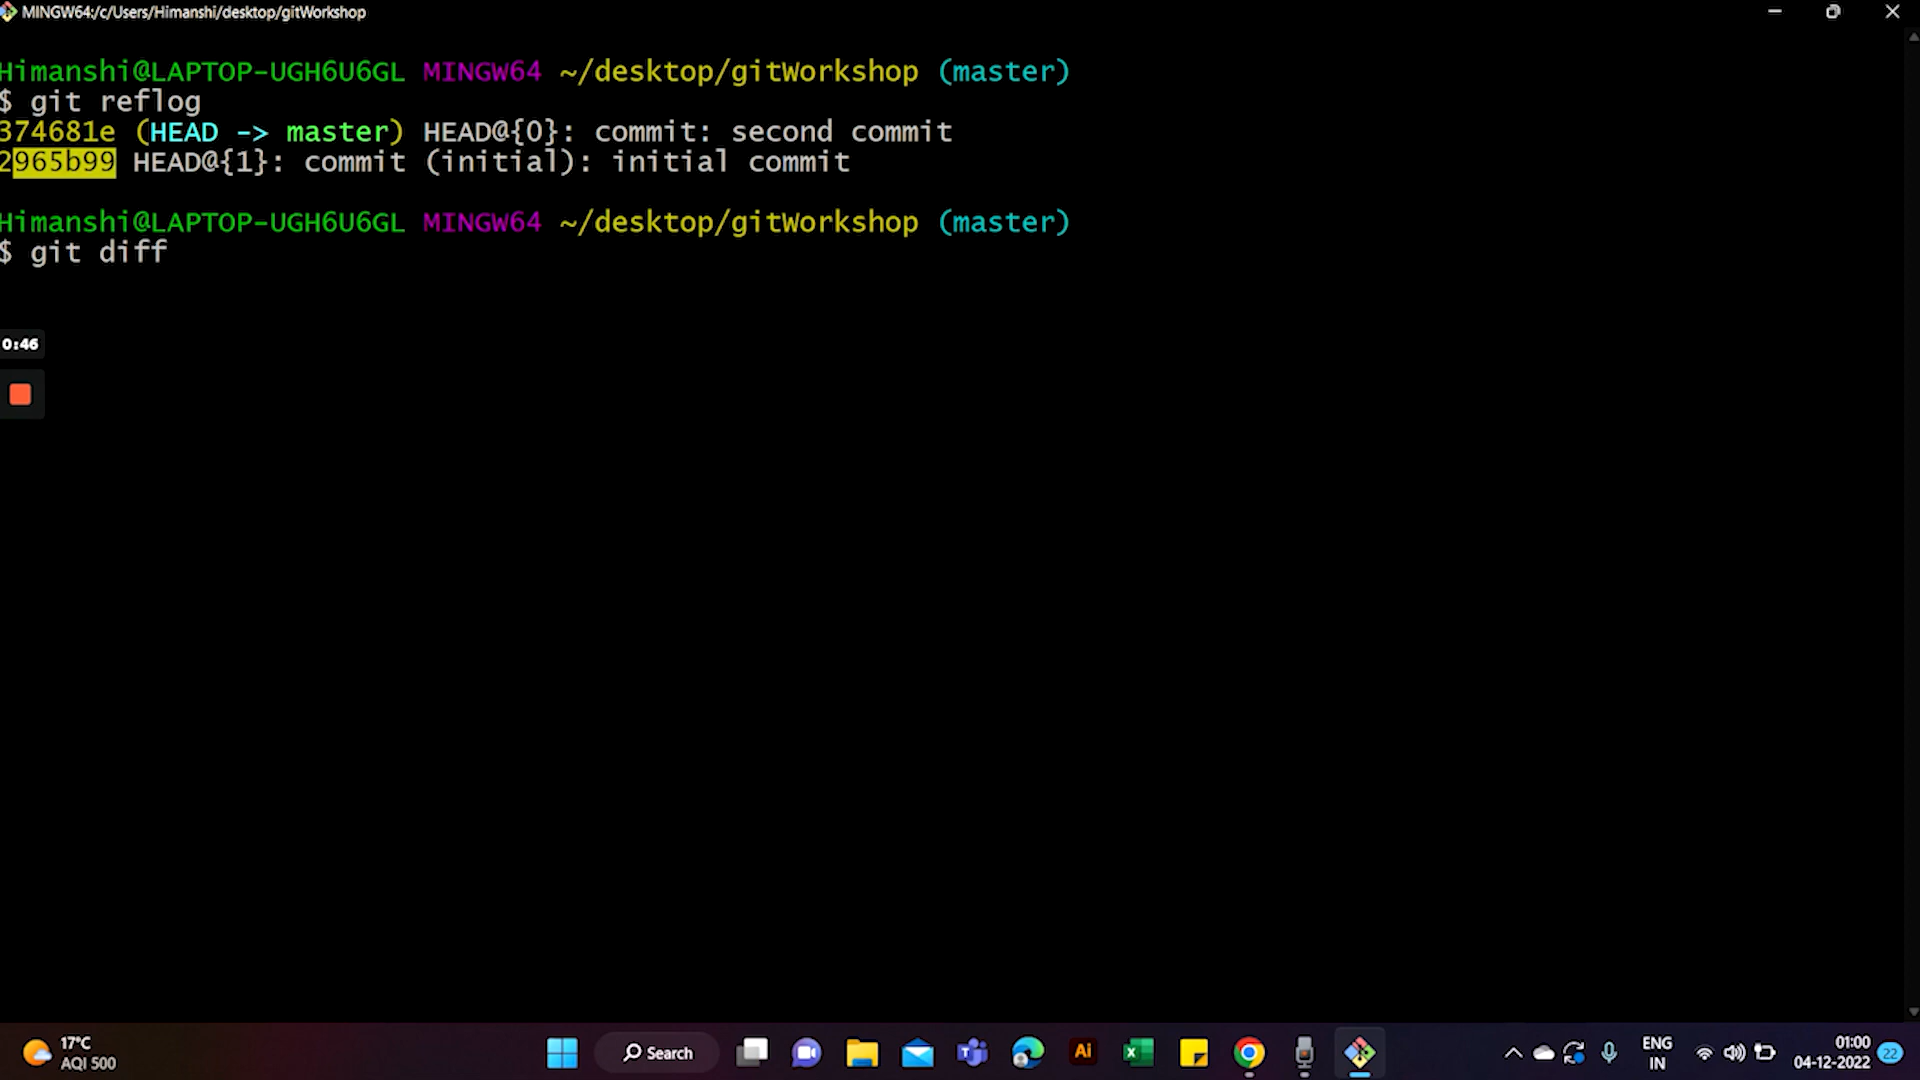 MINGW64:/c/Users/Himanshi/desktop/gitWorkshop
Himanshi@LAPTOP-UGH6U6GL MINGW64 ~/desktop/gitWorkshop (master)
$ git reflog
374681e (HEAD -> master) HEAD@{0}: commit: second commit
2965b99 HEAD@{1}: commit (initial): initial commit
Himanshi@LAPTOP-UGH6U6GL MINGW64 ~/desktop/gitWorkshop (master)
$ git diff
0:46
17°C
AQI 500
Search
Ai
ENG
IN
01:00
04-12-2022
22